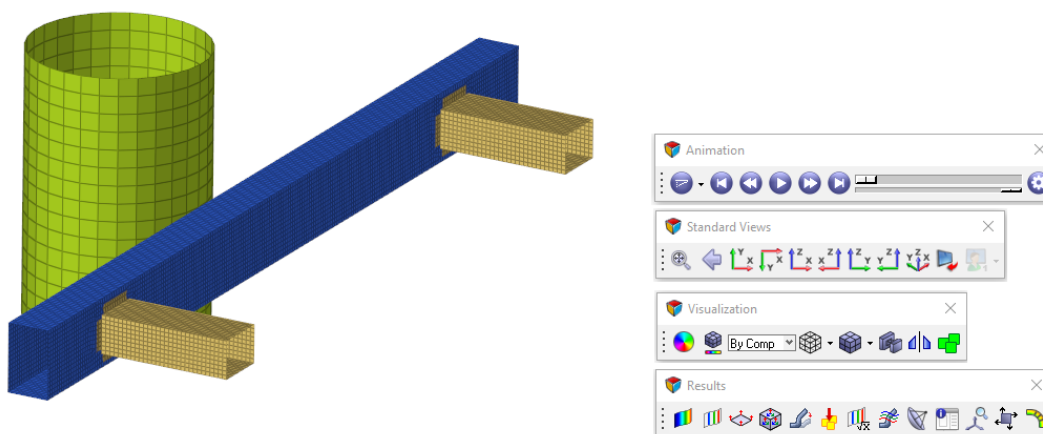 Animation
Standard Views
Y X Y X Z X X Z Z Y Y Z Y Z X
Visualization
By Comp
Results
√X